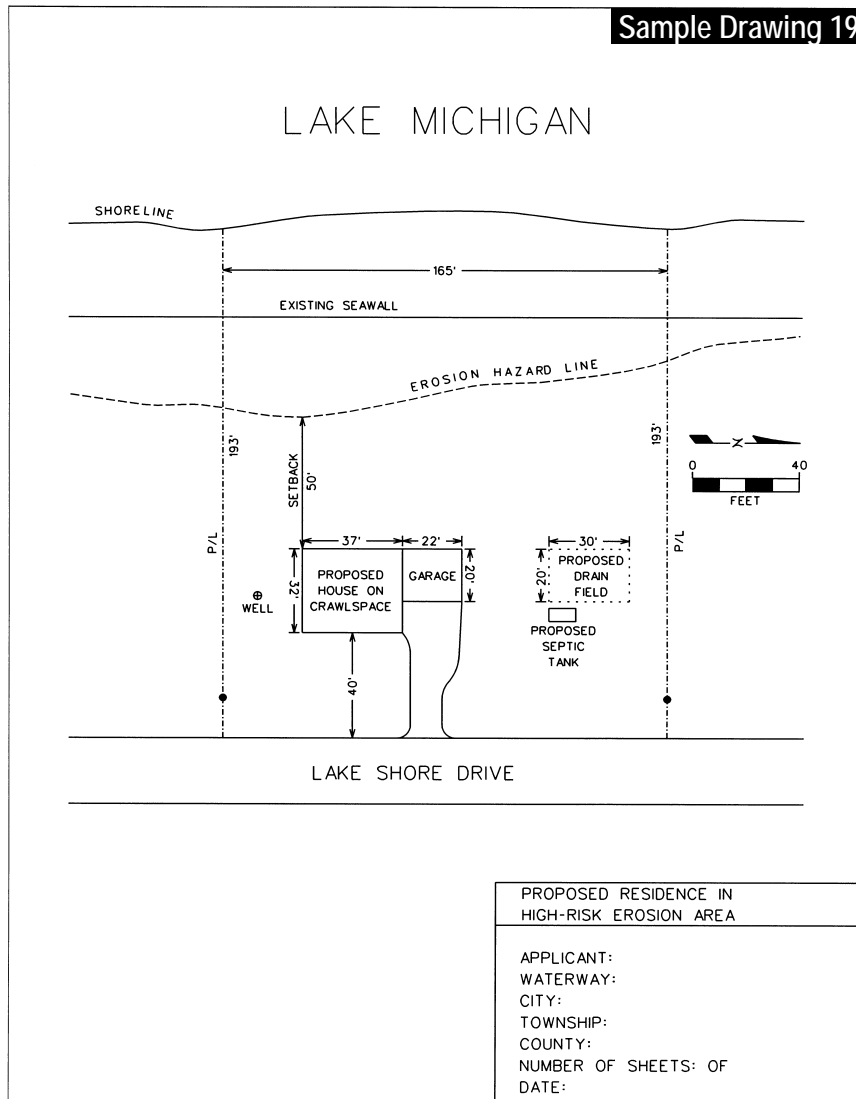 Sample Drawing 19
LAKE MICHIGAN
SHORELINE
165'
EXISTING SEAWALL
EROSION HAZARD LINE
193'
193'
N
0 40
FEET
SETBACK
50'
P/L
P/L
37'
22'
30'
32'
PROPOSED
HOUSE ON
CRAWLSPACE
GARAGE
20'
20'
PROPOSED
DRAIN
FIELD
WELL
PROPOSED
SEPTIC
TANK
40'
LAKE SHORE DRIVE
PROPOSED RESIDENCE IN
HIGH-RISK EROSION AREA
APPLICANT:
WATERWAY:
CITY:
TOWNSHIP:
COUNTY:
NUMBER OF SHEETS: OF
DATE: